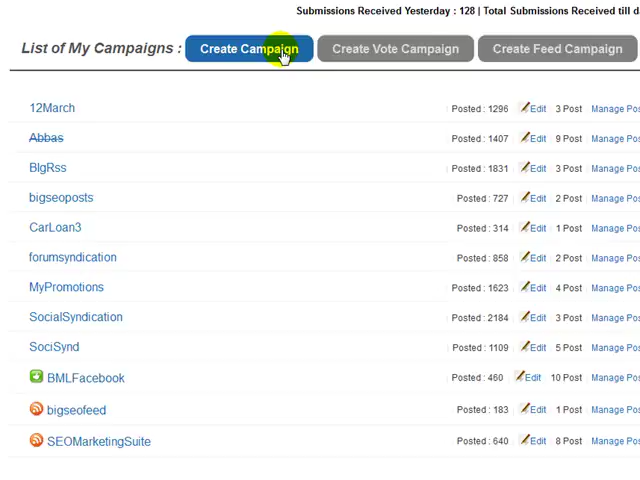 Submissions Received Yesterday : 128 | Total Submissions Received till d
List of My Campaigns : Create Campaign Create Vote Campaign Create Feed Campaign
12March Posted : 1296 Edit 3 Post Manage Pos
Abbas Posted : 1407 Edit 9 Post Manage Pos
BlgRss Posted : 1831 Edit 3 Post Manage Pos
bigseoposts Posted : 727 Edit 2 Post Manage Pos
CarLoan3 Posted : 314 Edit 1 Post Manage Pos
forumsyndication Posted : 858 Edit 2 Post Manage Pos
MyPromotions Posted : 1623 Edit 4 Post Manage Pos
SocialSyndication Posted : 2184 Edit 3 Post Manage Pos
SociSynd Posted : 1109 Edit 5 Post Manage Pos
BMLFacebook Posted : 460 Edit 10 Post Manage Pos
bigseofeed Posted : 183 Edit 1 Post Manage Pos
SEOMarketingSuite Posted : 640 Edit 8 Post Manage Pos